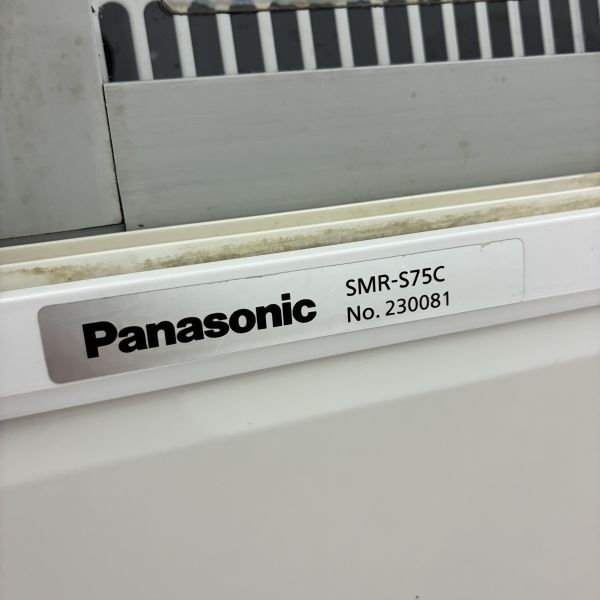 Panasonic
SMR-S75C
No. 230081